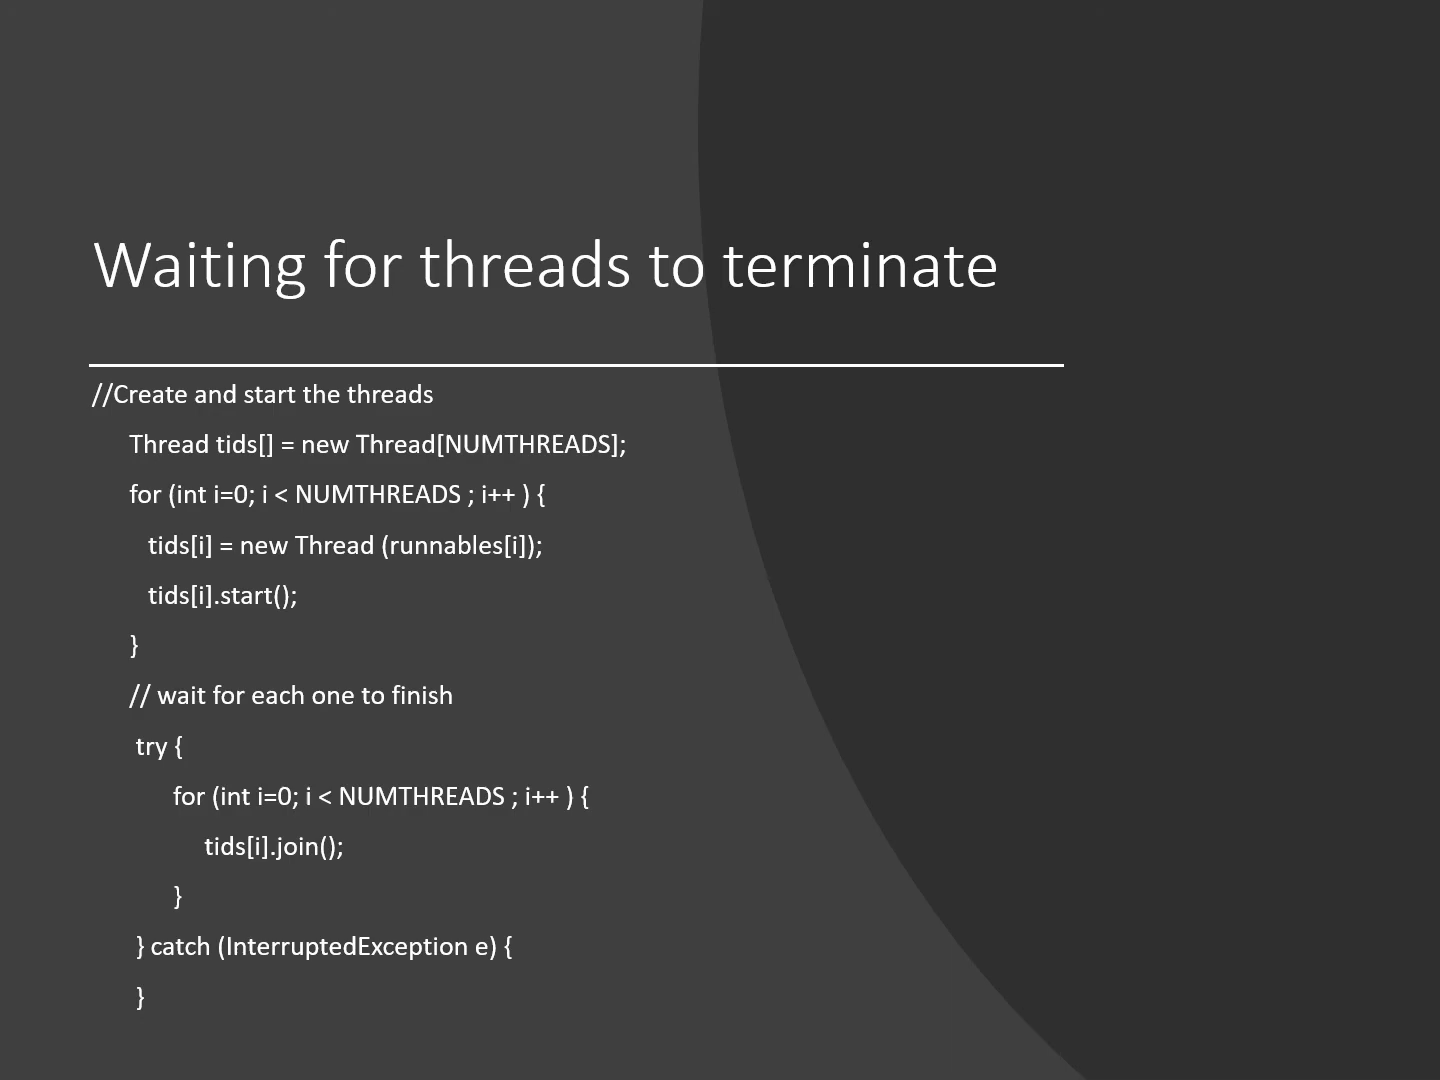 Waiting for threads to terminate
//Create and start the threads
Thread tids[] = new Thread[NUMTHREADS];
for (int i=0; i < NUMTHREADS ; i++ ) {
tids[i] = new Thread (runnables[i]);
tids[i].start();
}
// wait for each one to finish
try {
for (int i=0; i < NUMTHREADS ; i++ ) {
tids[i].join();
}
} catch (InterruptedException e) {
}